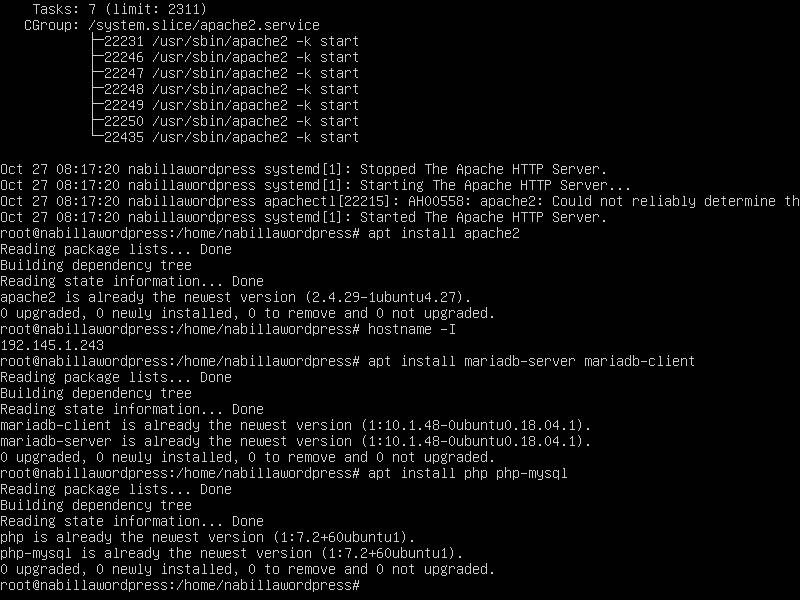 Tasks: 7 (limit: 2311)
CGroup: /system.slice/apache2.service
├─22231 /usr/sbin/apache2 -k start
├─22246 /usr/sbin/apache2 -k start
├─22247 /usr/sbin/apache2 -k start
├─22248 /usr/sbin/apache2 -k start
├─22249 /usr/sbin/apache2 -k start
├─22250 /usr/sbin/apache2 -k start
└─22435 /usr/sbin/apache2 -k start
Oct 27 08:17:20 nabillawordpress systemd[1]: Stopped The Apache HTTP Server.
Oct 27 08:17:20 nabillawordpress systemd[1]: Starting The Apache HTTP Server...
Oct 27 08:17:20 nabillawordpress apachectl[22215]: AH00558: apache2: Could not reliably determine th
Oct 27 08:17:20 nabillawordpress systemd[1]: Started The Apache HTTP Server.
root@nabillawordpress:/home/nabillawordpress# apt install apache2
Reading package lists... Done
Building dependency tree
Reading state information... Done
apache2 is already the newest version (2.4.29-1ubuntu4.27).
0 upgraded, 0 newly installed, 0 to remove and 0 not upgraded.
root@nabillawordpress:/home/nabillawordpress# hostname -I
192.145.1.243
root@nabillawordpress:/home/nabillawordpress# apt install mariadb-server mariadb-client
Reading package lists... Done
Building dependency tree
Reading state information... Done
mariadb-client is already the newest version (1:10.1.48-0ubuntu0.18.04.1).
mariadb-server is already the newest version (1:10.1.48-0ubuntu0.18.04.1).
0 upgraded, 0 newly installed, 0 to remove and 0 not upgraded.
root@nabillawordpress:/home/nabillawordpress# apt install php php-mysql
Reading package lists... Done
Building dependency tree
Reading state information... Done
php is already the newest version (1:7.2+60ubuntu1).
php-mysql is already the newest version (1:7.2+60ubuntu1).
0 upgraded, 0 newly installed, 0 to remove and 0 not upgraded.
root@nabillawordpress:/home/nabillawordpress#